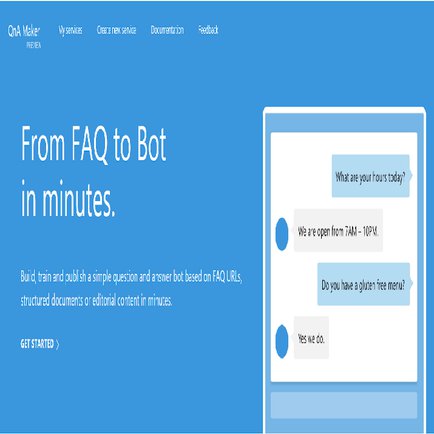 QnA Maker
PREVIEW
My services
Create new service
Documentation
Feedback
From FAQ to Bot
in minutes.
Build, train and publish a simple question and answer bot based on FAQ URLs,
structured documents or editorial content in minutes.
GET STARTED
What are your hours today?
We are open from 7AM – 10PM.
Do you have a gluten free menu?
Yes we do.